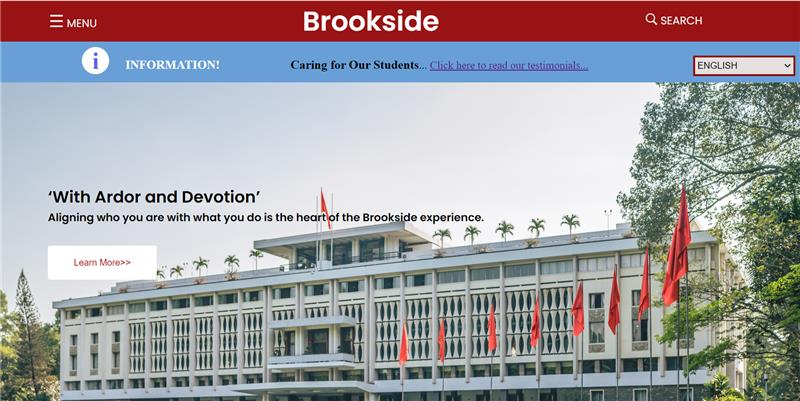 ☰ MENU
Brookside
SEARCH
i
INFORMATION!
Caring for Our Students... Click here to read our testimonials...
ENGLISH
‘With Ardor and Devotion’
Aligning who you are with what you do is the heart of the Brookside experience.
Learn More>>